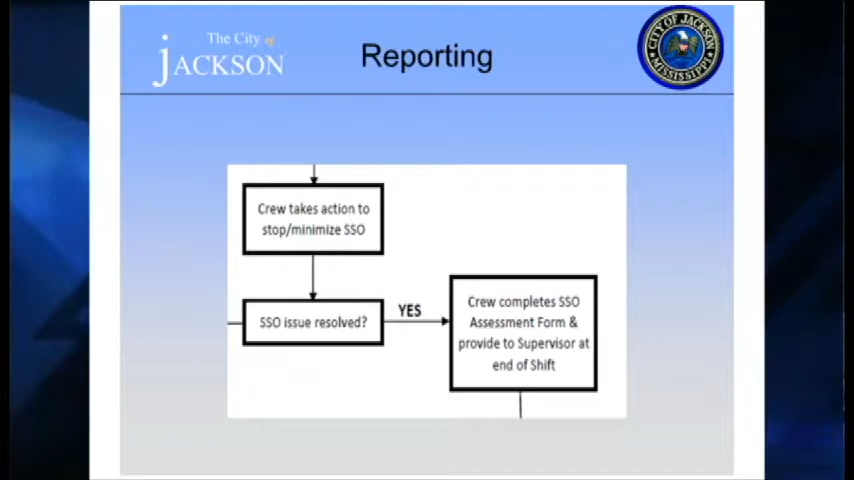 The City of
JACKSON
Reporting
CITY OF JACKSON
MISSISSIPPI
Crew takes action to
stop/minimize SSO
SSO issue resolved?
YES
Crew completes SSO
Assessment Form &
provide to Supervisor at
end of Shift